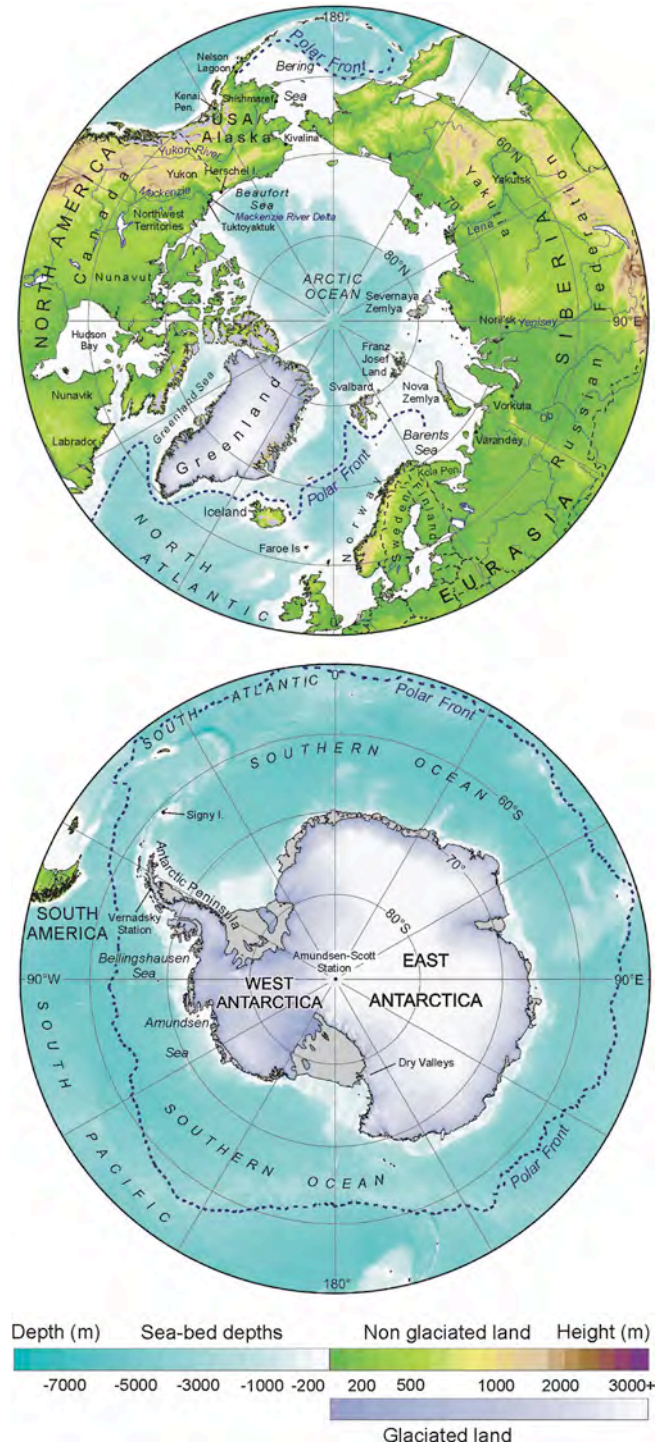 180°
Polar Front
Nelson
Lagoon
Bering
Sea
Kenai
Pen.
Shishmaref
USA
Alaska
Kivalina
Yukon River
Yukon
Herschel I.
Mackenzie
Beaufort
Sea
Mackenzie River Delta
Tuktoyaktuk
Northwest
Territories
NORTH AMERICA
Canada
Nunavut
Hudson
Bay
Nunavik
Labrador
60°N
70°
80°N
Yakutsk
Yakutia
Lena
SIBERIA
Russian Federation
ARCTIC
OCEAN
Severnaya
Zemlya
Noril'sk
Yenisey
90°E
Franz
Josef
Land
Svalbard
Nova
Zemlya
Vorkuta
Ob
Varandey
Barents
Sea
Kola Pen.
Greenland Sea
Greenland
Polar Front
Iceland
Faroe Is
Norway
Sweden
Finland
NORTH
ATLANTIC
EURASIA
0
SOUTH ATLANTIC
Polar Front
SOUTHERN OCEAN
60°S
70°
80°S
Signy I.
Antarctic Peninsula
SOUTH
AMERICA
Vernadsky
Station
Bellingshausen
Sea
90°W
Amundsen-Scott
Station
EAST
ANTARCTICA
WEST
ANTARCTICA
90°E
Amundsen
Sea
Dry Valleys
SOUTH PACIFIC
SOUTHERN OCEAN
Polar Front
180°
Depth (m) Sea-bed depths Non glaciated land Height (m)
-7000 -5000 -3000 -1000 -200 200 500 1000 2000 3000+
Glaciated land